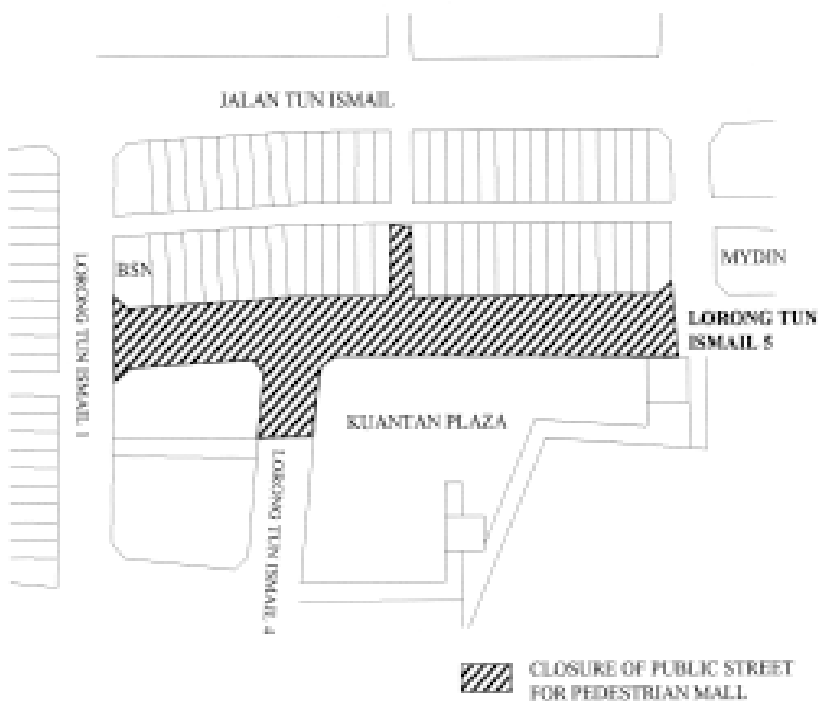 JALAN TUN ISMAIL
BSN
MYDIN
LORONG TUN ISMAIL 1
LORONG TUN
ISMAIL 5
KUANTAN PLAZA
LORONG TUN ISMAIL 4
CLOSURE OF PUBLIC STREET
FOR PEDESTRIAN MALL